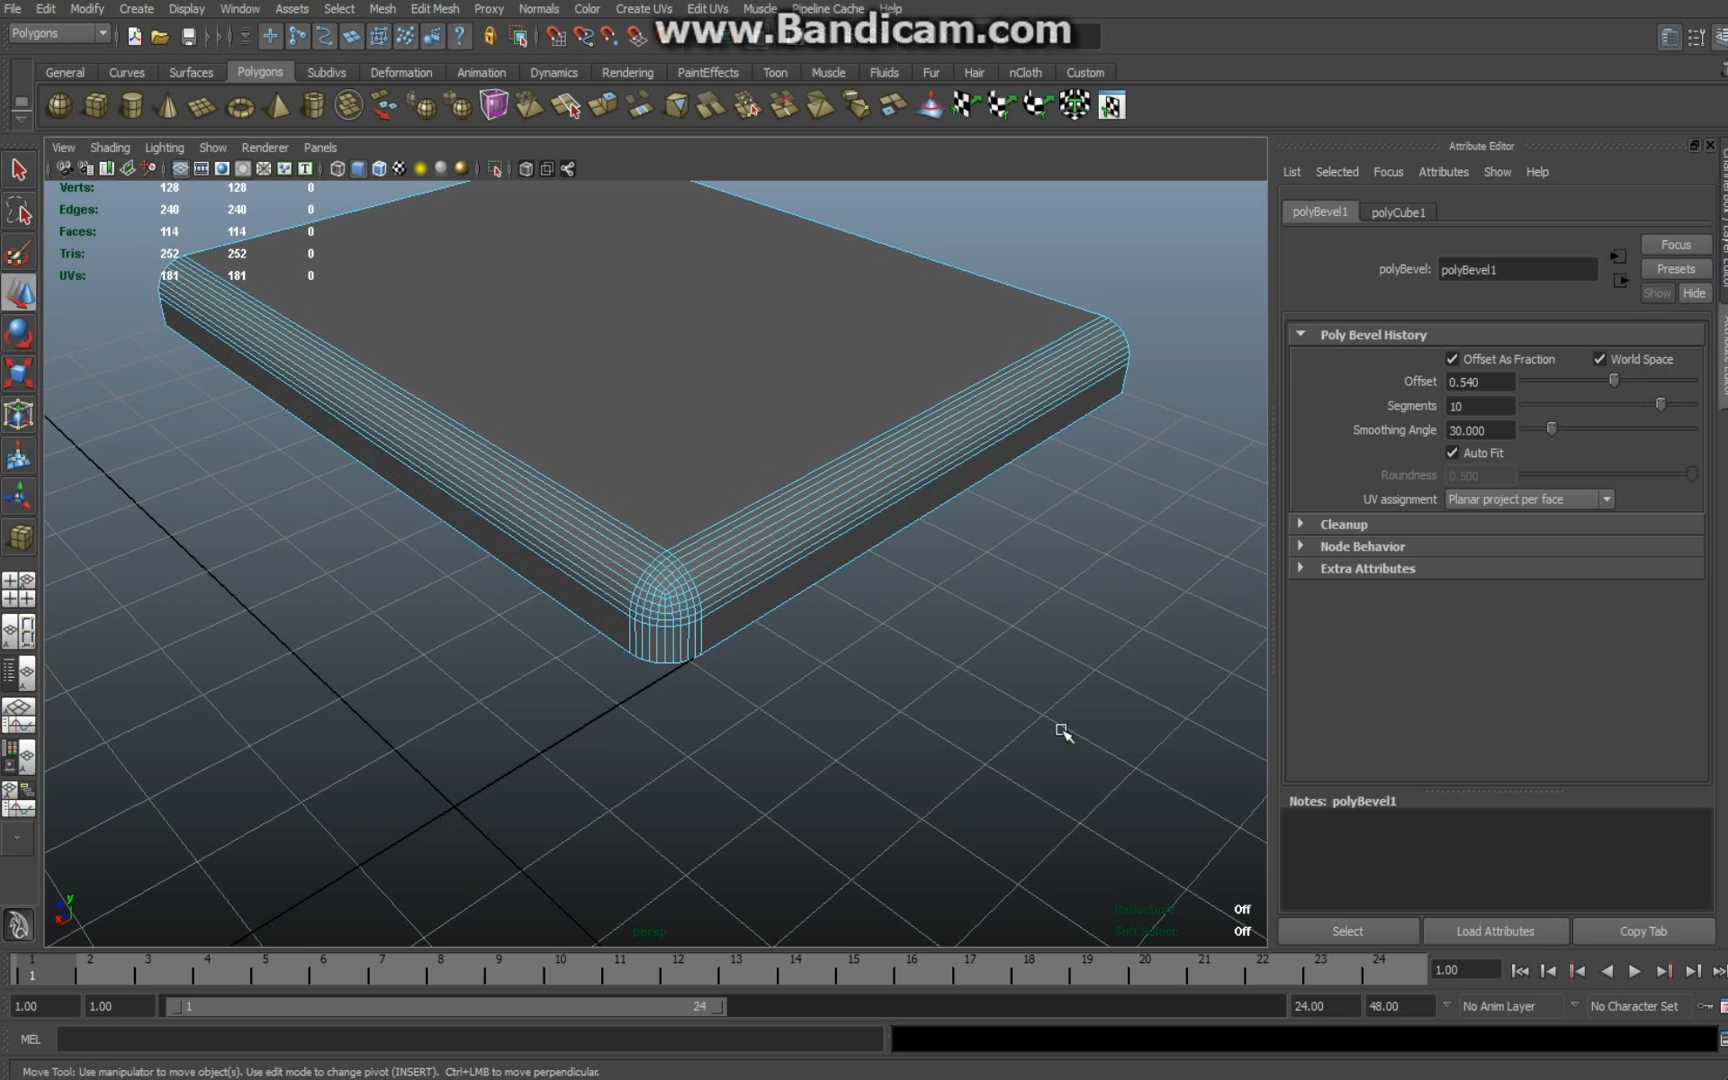 File Edit Modify Create Display Window Assets Select Mesh Edit Mesh Proxy Normals Color Create UVs Edit UVs Muscle Pipeline Cache Help
www.Bandicam.com
Polygons
General Curves Surfaces Polygons Subdivs Deformation Animation Dynamics Rendering PaintEffects Toon Muscle Fluids Fur Hair nCloth Custom
View Shading Lighting Show Renderer Panels
Attribute Editor
List Selected Focus Attributes Show Help
Verts: 128 128 0
Edges: 240 240 0
Faces: 114 114 0
Tris: 252 252 0
UVs: 181 181 0
polyBevel1 polyCube1
Focus
polyBevel: polyBevel1
Presets
Show Hide
Poly Bevel History
Offset As Fraction World Space
Offset 0.540
Segments 10
Smoothing Angle 30.000
Auto Fit
Roundness 0.500
UV assignment Planar project per face
Cleanup
Node Behavior
Extra Attributes
Notes: polyBevel1
y
x
persp
Reflection: Off
Soft Select: Off
Select Load Attributes Copy Tab
1 2 3 4 5 6 7 8 9 10 11 12 13 14 15 16 17 18 19 20 21 22 23 24
1
1.00
1.00 1.00 1 24 24.00 48.00 No Anim Layer No Character Set
MEL
Move Tool: Use manipulator to move object(s). Use edit mode to change pivot (INSERT). Ctrl+LMB to move perpendicular.